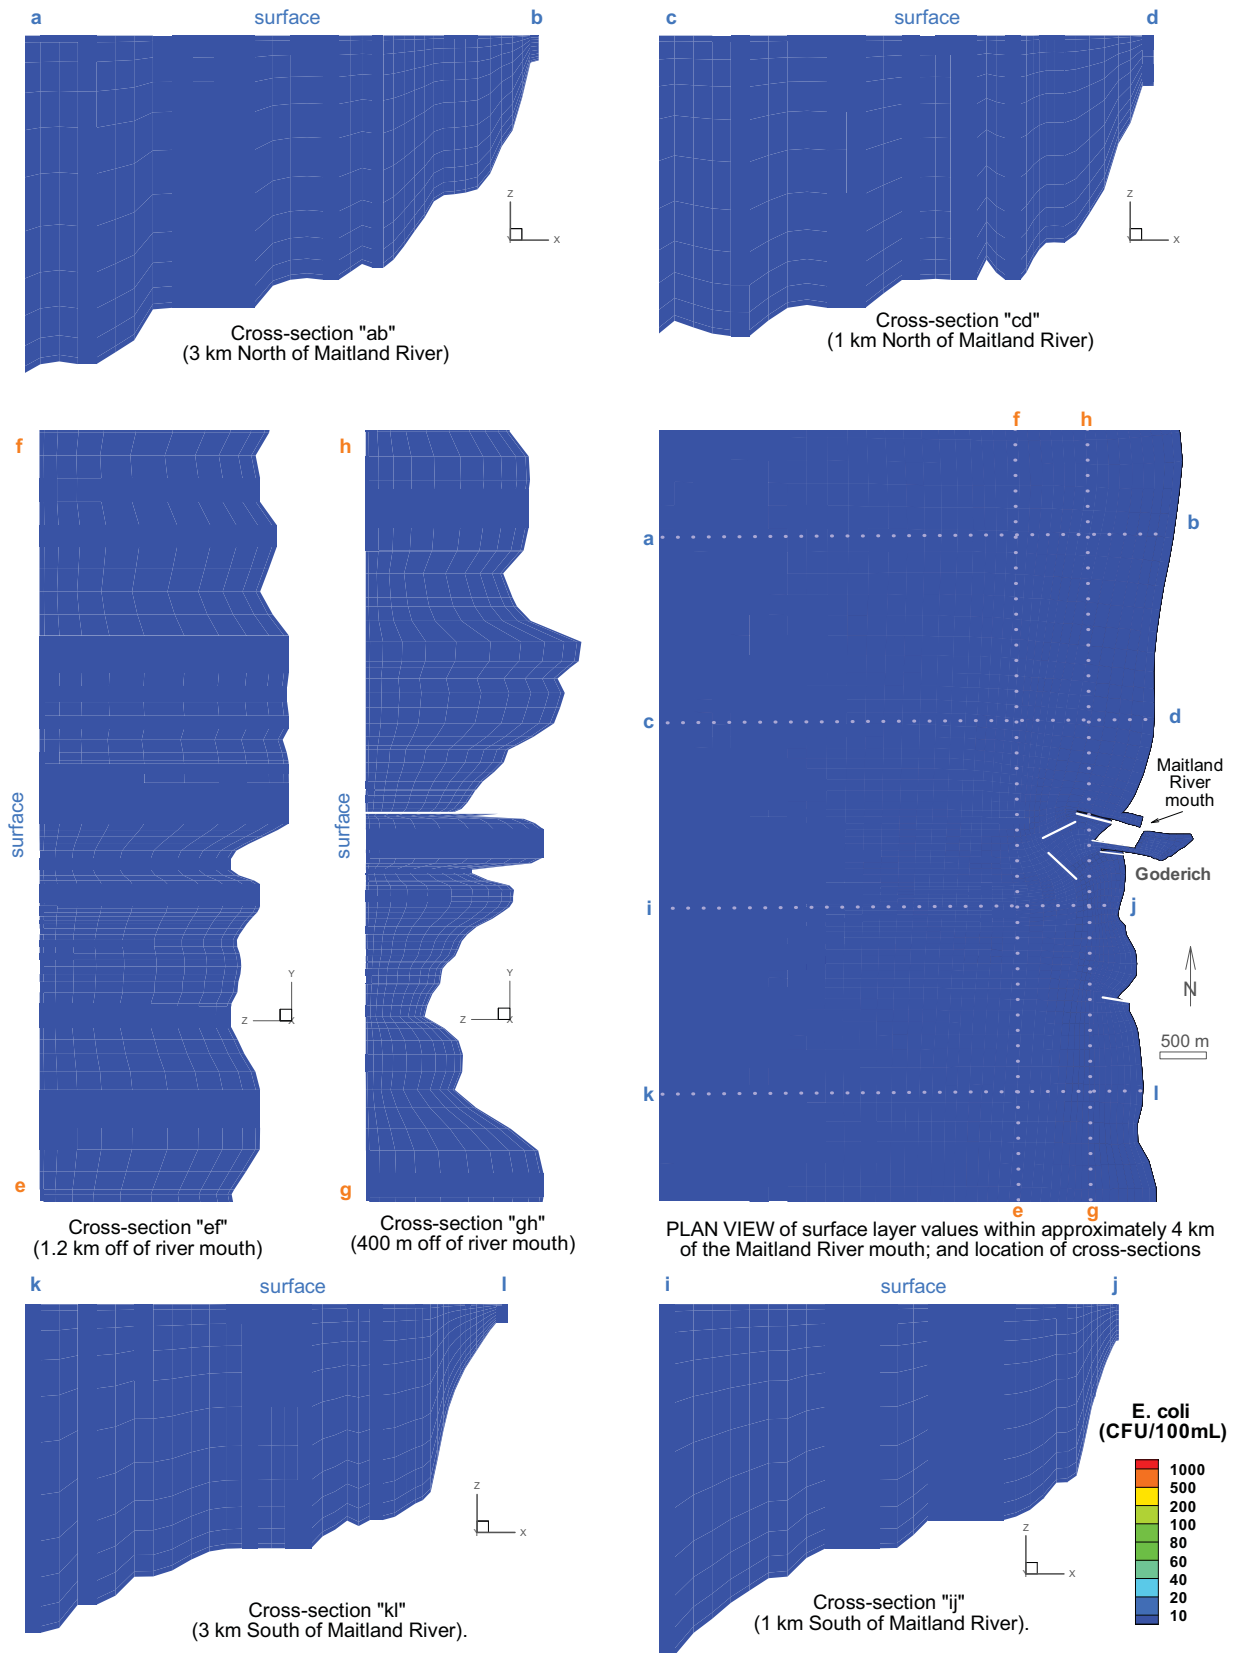 a surface b
c surface d
Z
X
Y
Cross-section "ab"
(3 km North of Maitland River)
Z
X
Y
Cross-section "cd"
(1 km North of Maitland River)
f
surface
e
Y
Z
X
Cross-section "ef"
(1.2 km off of river mouth)
h
surface
g
Y
Z
X
Cross-section "gh"
(400 m off of river mouth)
f h
a b
c d
Maitland
River
mouth
Goderich
i j
N
500 m
k l
e g
PLAN VIEW of surface layer values within approximately 4 km
of the Maitland River mouth; and location of cross-sections
k surface l
Z
X
Y
Cross-section "kl"
(3 km South of Maitland River).
i surface j
Z
X
Y
Cross-section "ij"
(1 km South of Maitland River).
E. coli
(CFU/100mL)
1000
500
200
100
80
60
40
20
10